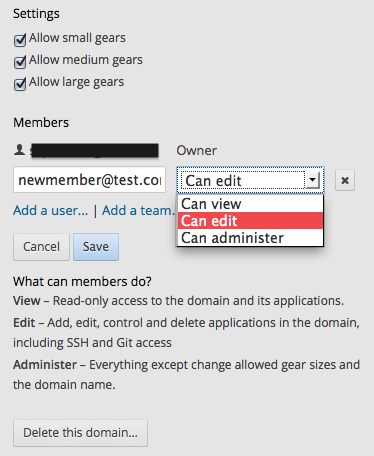 Settings
Allow small gears
Allow medium gears
Allow large gears
Members
Owner
newmember@test.com Can edit
Add a user... | Add a team.
Can view
Can edit
Can administer
Cancel Save
What can members do?
View – Read-only access to the domain and its applications.
Edit – Add, edit, control and delete applications in the domain,
including SSH and Git access
Administer – Everything except change allowed gear sizes and
the domain name.
Delete this domain...